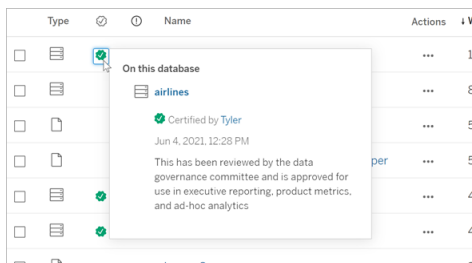 Type Name Actions ↓ W
On this database
airlines
Certified by Tyler
Jun 4, 2021, 12:28 PM
This has been reviewed by the data
governance committee and is approved for
use in executive reporting, product metrics,
and ad-hoc analytics
per